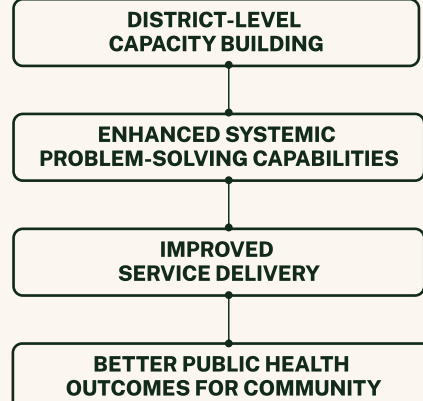 DISTRICT-LEVEL
CAPACITY BUILDING
ENHANCED SYSTEMIC
PROBLEM-SOLVING CAPABILITIES
IMPROVED
SERVICE DELIVERY
BETTER PUBLIC HEALTH
OUTCOMES FOR COMMUNITY